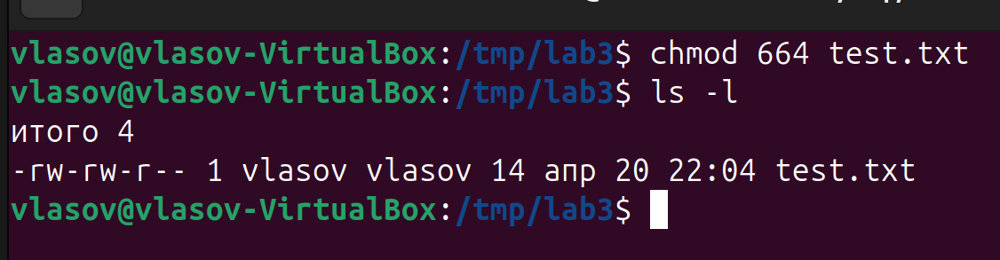 vlasov@vlasov-VirtualBox:/tmp/lab3$ chmod 664 test.txt
vlasov@vlasov-VirtualBox:/tmp/lab3$ ls -l
итого 4
-rw-rw-r-- 1 vlasov vlasov 14 апр 20 22:04 test.txt
vlasov@vlasov-VirtualBox:/tmp/lab3$